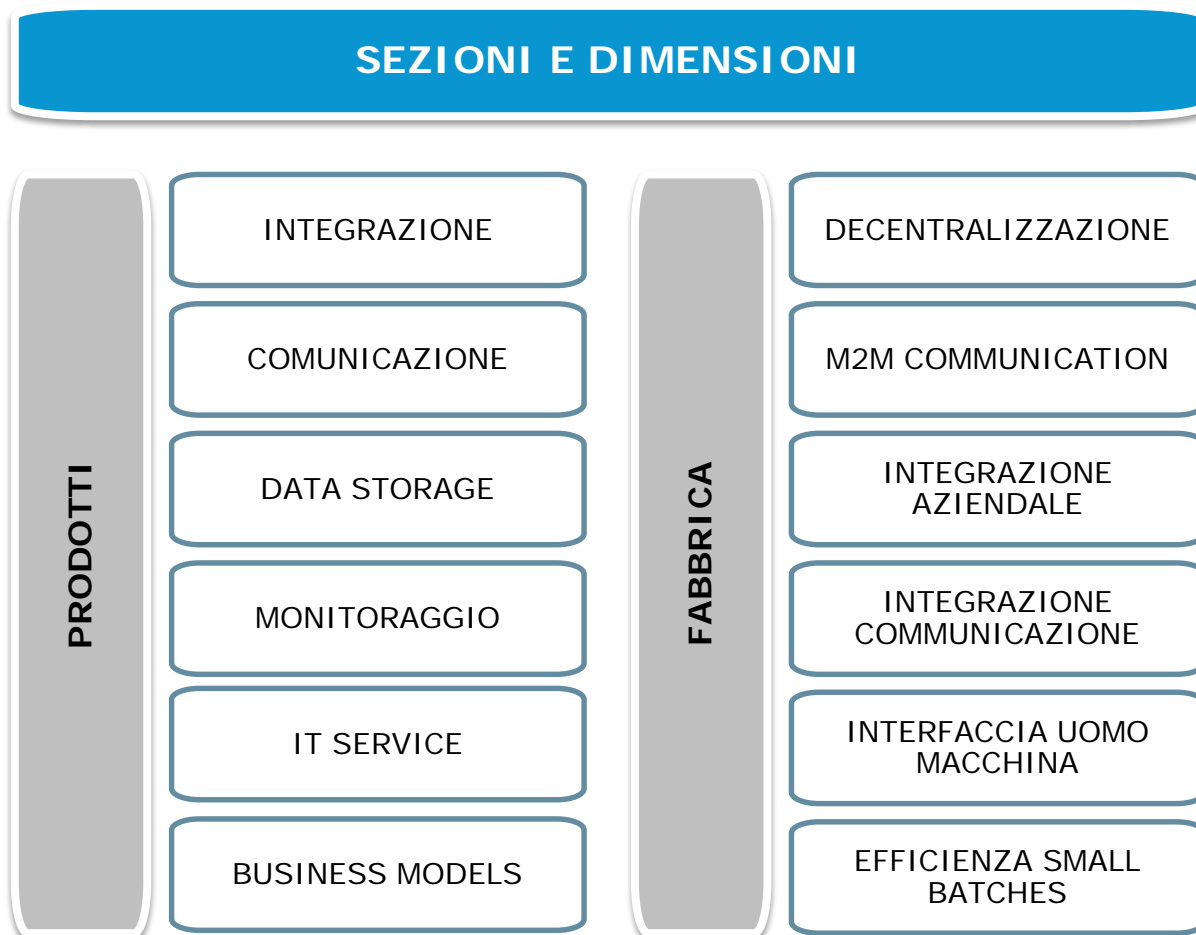 SEZIONI E DIMENSIONI
PRODOTTI
INTEGRAZIONE
COMUNICAZIONE
DATA STORAGE
MONITORAGGIO
IT SERVICE
BUSINESS MODELS
FABBRICA
DECENTRALIZZAZIONE
M2M COMMUNICATION
INTEGRAZIONE
AZIENDALE
INTEGRAZIONE
COMMUNICAZIONE
INTERFACCIA UOMO
MACCHINA
EFFICIENZA SMALL
BATCHES